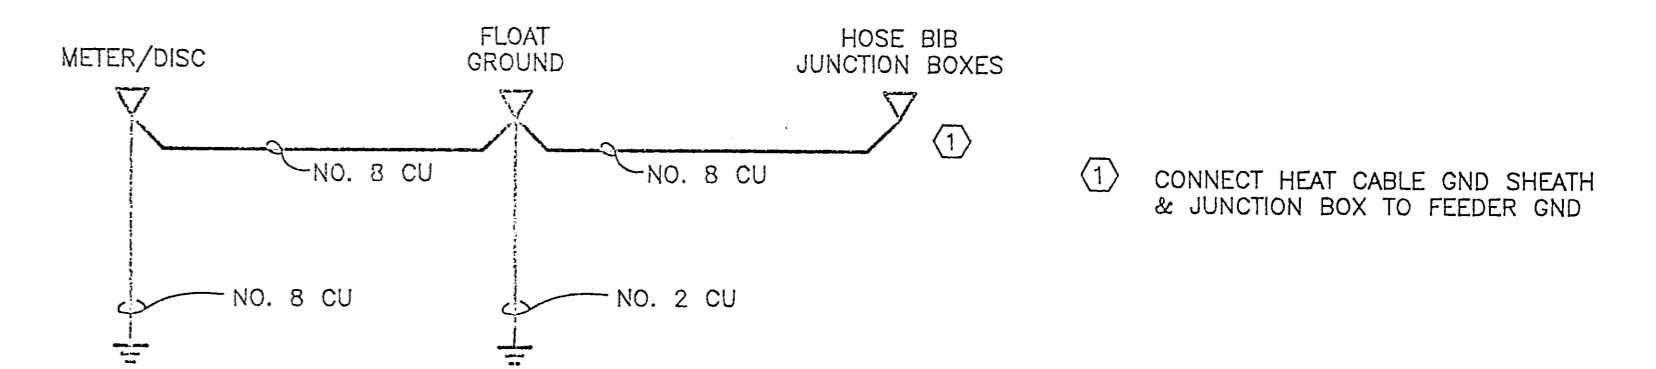 METER/DISC
FLOAT
GROUND
HOSE BIB
JUNCTION BOXES
1
NO. 8 CU
NO. 8 CU
1
CONNECT HEAT CABLE GND SHEATH
& JUNCTION BOX TO FEEDER GND
NO. 8 CU
NO. 2 CU